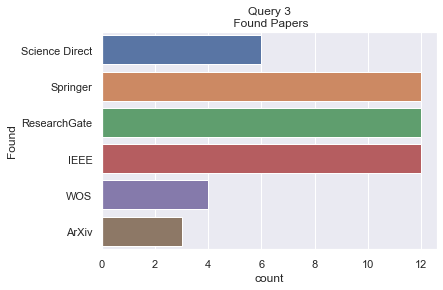 Query 3
Found Papers
Science Direct
Springer
ResearchGate
IEEE
WOS
ArXiv
Found
0 2 4 6 8 10 12
count